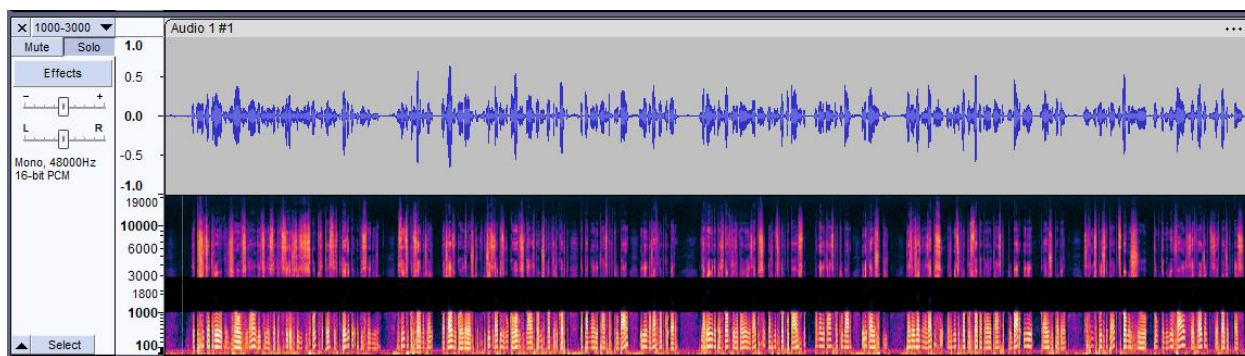 × 1000-3000 ▼
Audio 1 #1
...
Mute Solo
Effects
- +
L R
Mono, 48000Hz
16-bit PCM
▲ Select
1.0
0.5
0.0
-0.5
-1.0
19000
10000
6000
3000
1800
1000
100